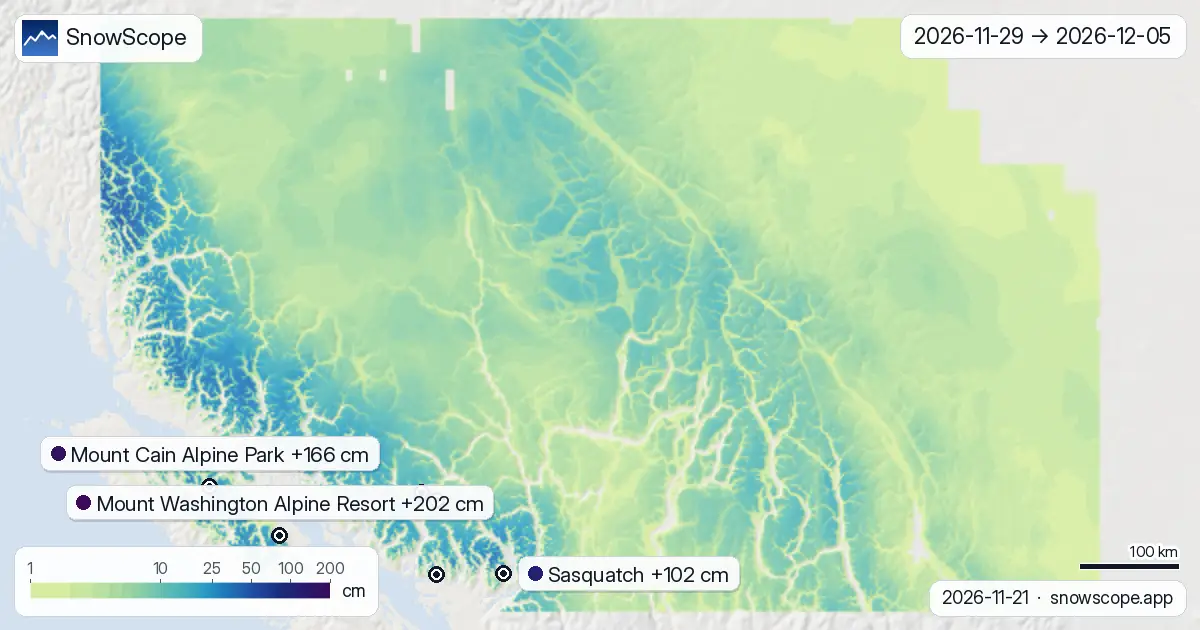 SnowScope
2026-11-29 → 2026-12-05
Mount Cain Alpine Park +166 cm
Mount Washington Alpine Resort +202 cm
Sasquatch +102 cm
1 10 25 50 100 200
cm
100 km
2026-11-21 · snowscope.app